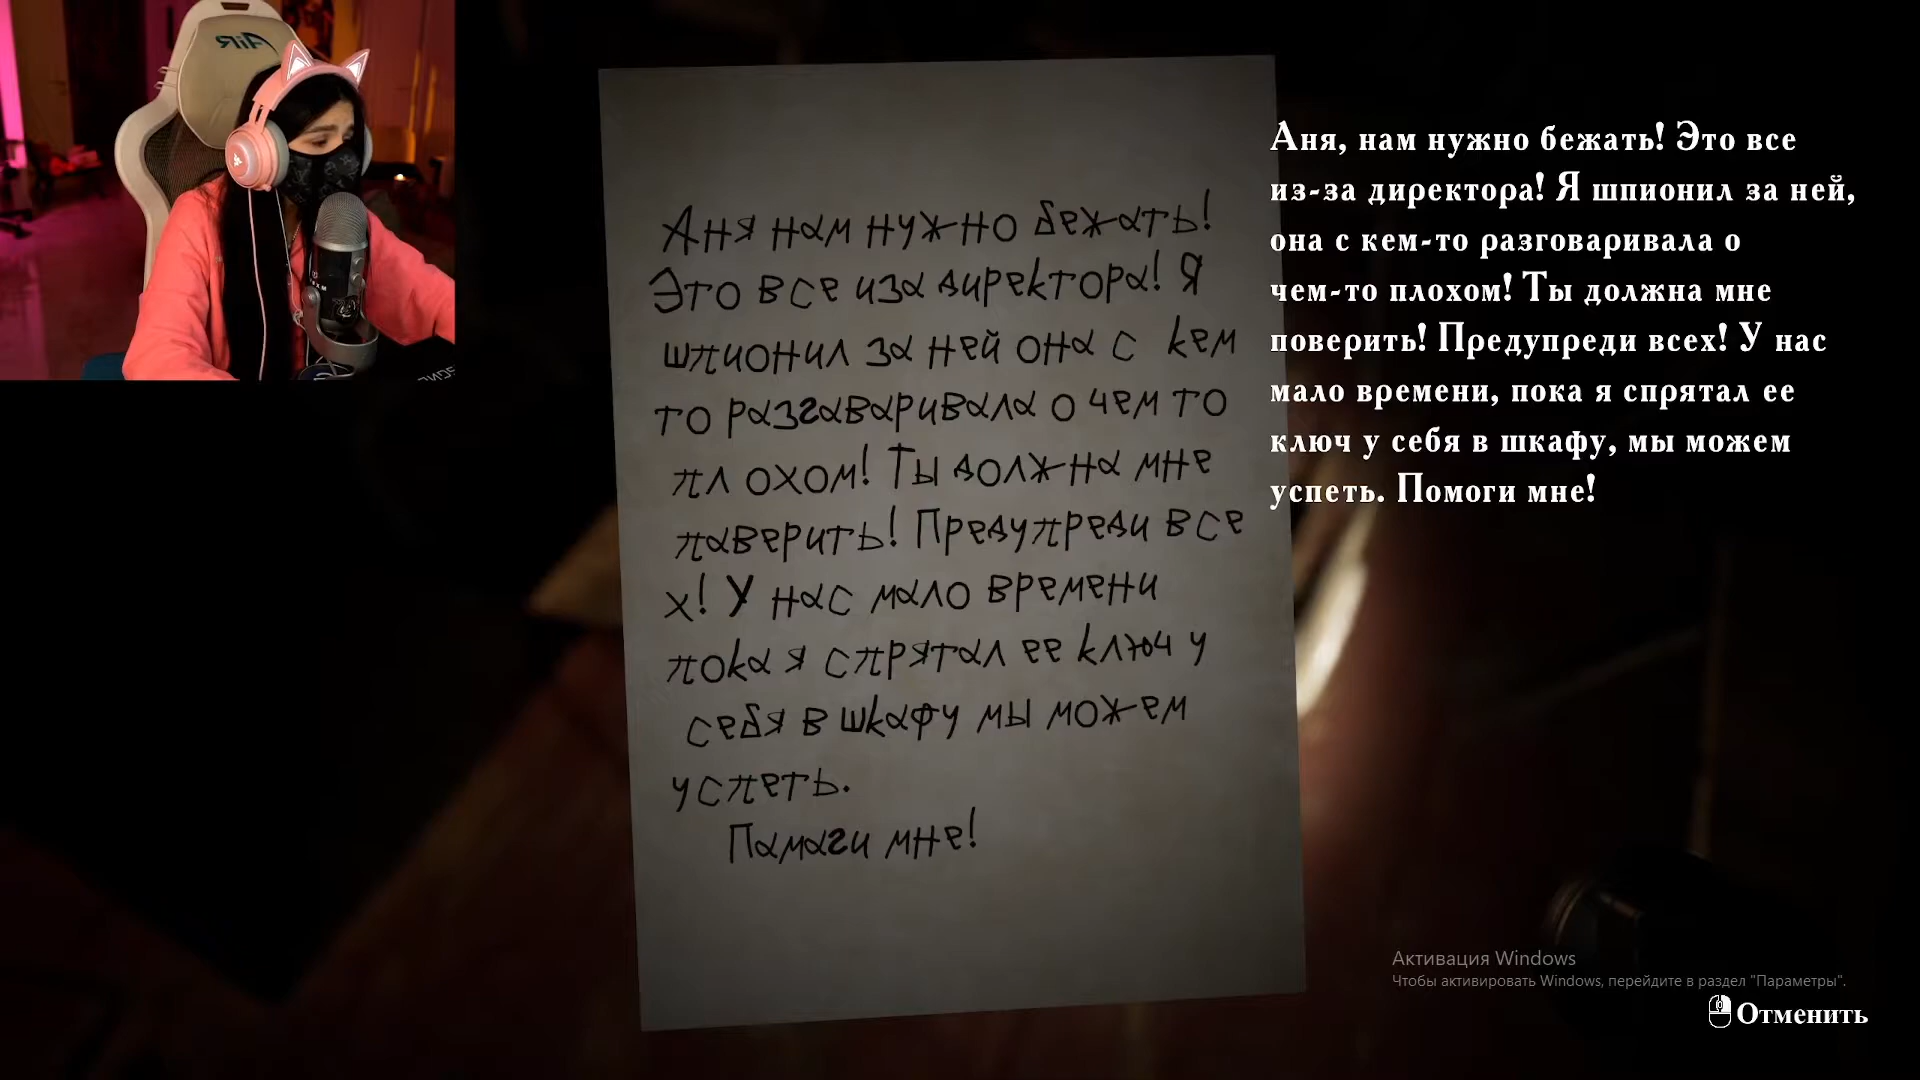 AiR
Аня нам нужно бежать!
Это все иза директора! Я
шпионил за ней она с кем
то разгаваривала о чем то
пл охом! Ты должна мне
паверить! Предупреди все
х! У нас мало времени
пока я спрятал ее ключ у
себя в шкафу мы можем
успеть.
Памаги мне!
Аня, нам нужно бежать! Это все
из-за директора! Я шпионил за ней,
она с кем-то разговаривала о
чем-то плохом! Ты должна мне
поверить! Предупреди всех! У нас
мало времени, пока я спрятал ее
ключ у себя в шкафу, мы можем
успеть. Помоги мне!
Активация Windows
Чтобы активировать Windows, перейдите в раздел "Параметры".
Отменить